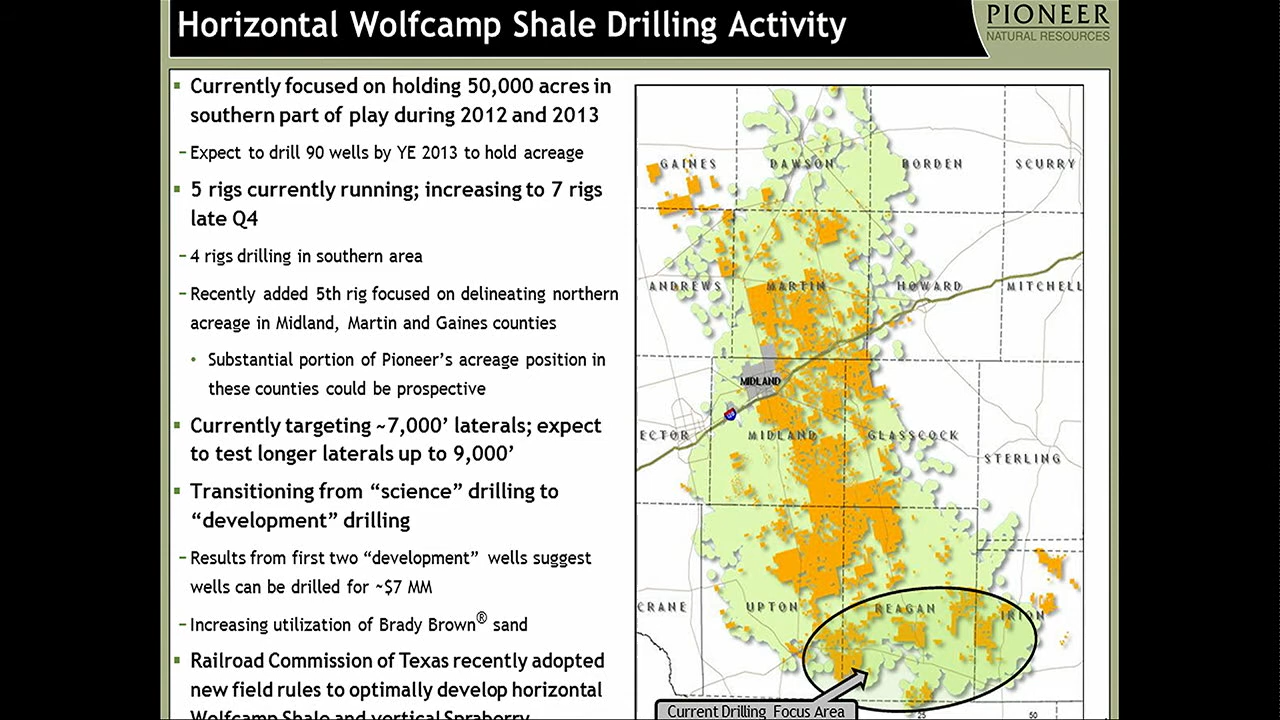 Horizontal Wolfcamp Shale Drilling Activity
PIONEER
NATURAL RESOURCES
▪ Currently focused on holding 50,000 acres in
southern part of play during 2012 and 2013
– Expect to drill 90 wells by YE 2013 to hold acreage
▪ 5 rigs currently running; increasing to 7 rigs
late Q4
– 4 rigs drilling in southern area
– Recently added 5th rig focused on delineating northern
acreage in Midland, Martin and Gaines counties
• Substantial portion of Pioneer’s acreage position in
these counties could be prospective
▪ Currently targeting ~7,000’ laterals; expect
to test longer laterals up to 9,000’
▪ Transitioning from “science” drilling to
“development” drilling
– Results from first two “development” wells suggest
wells can be drilled for ~$7 MM
– Increasing utilization of Brady Brown® sand
▪ Railroad Commission of Texas recently adopted
new field rules to optimally develop horizontal
Wolfcamp Shale and vertical Spraberry
GAINES DAWSON BORDEN SCURRY
ANDREWS MARTIN HOWARD MITCHELL
MIDLAND
ECTOR MIDLAND GLASSCOCK
STERLING
CRANE UPTON REAGAN IRION
Current Drilling Focus Area
25 50